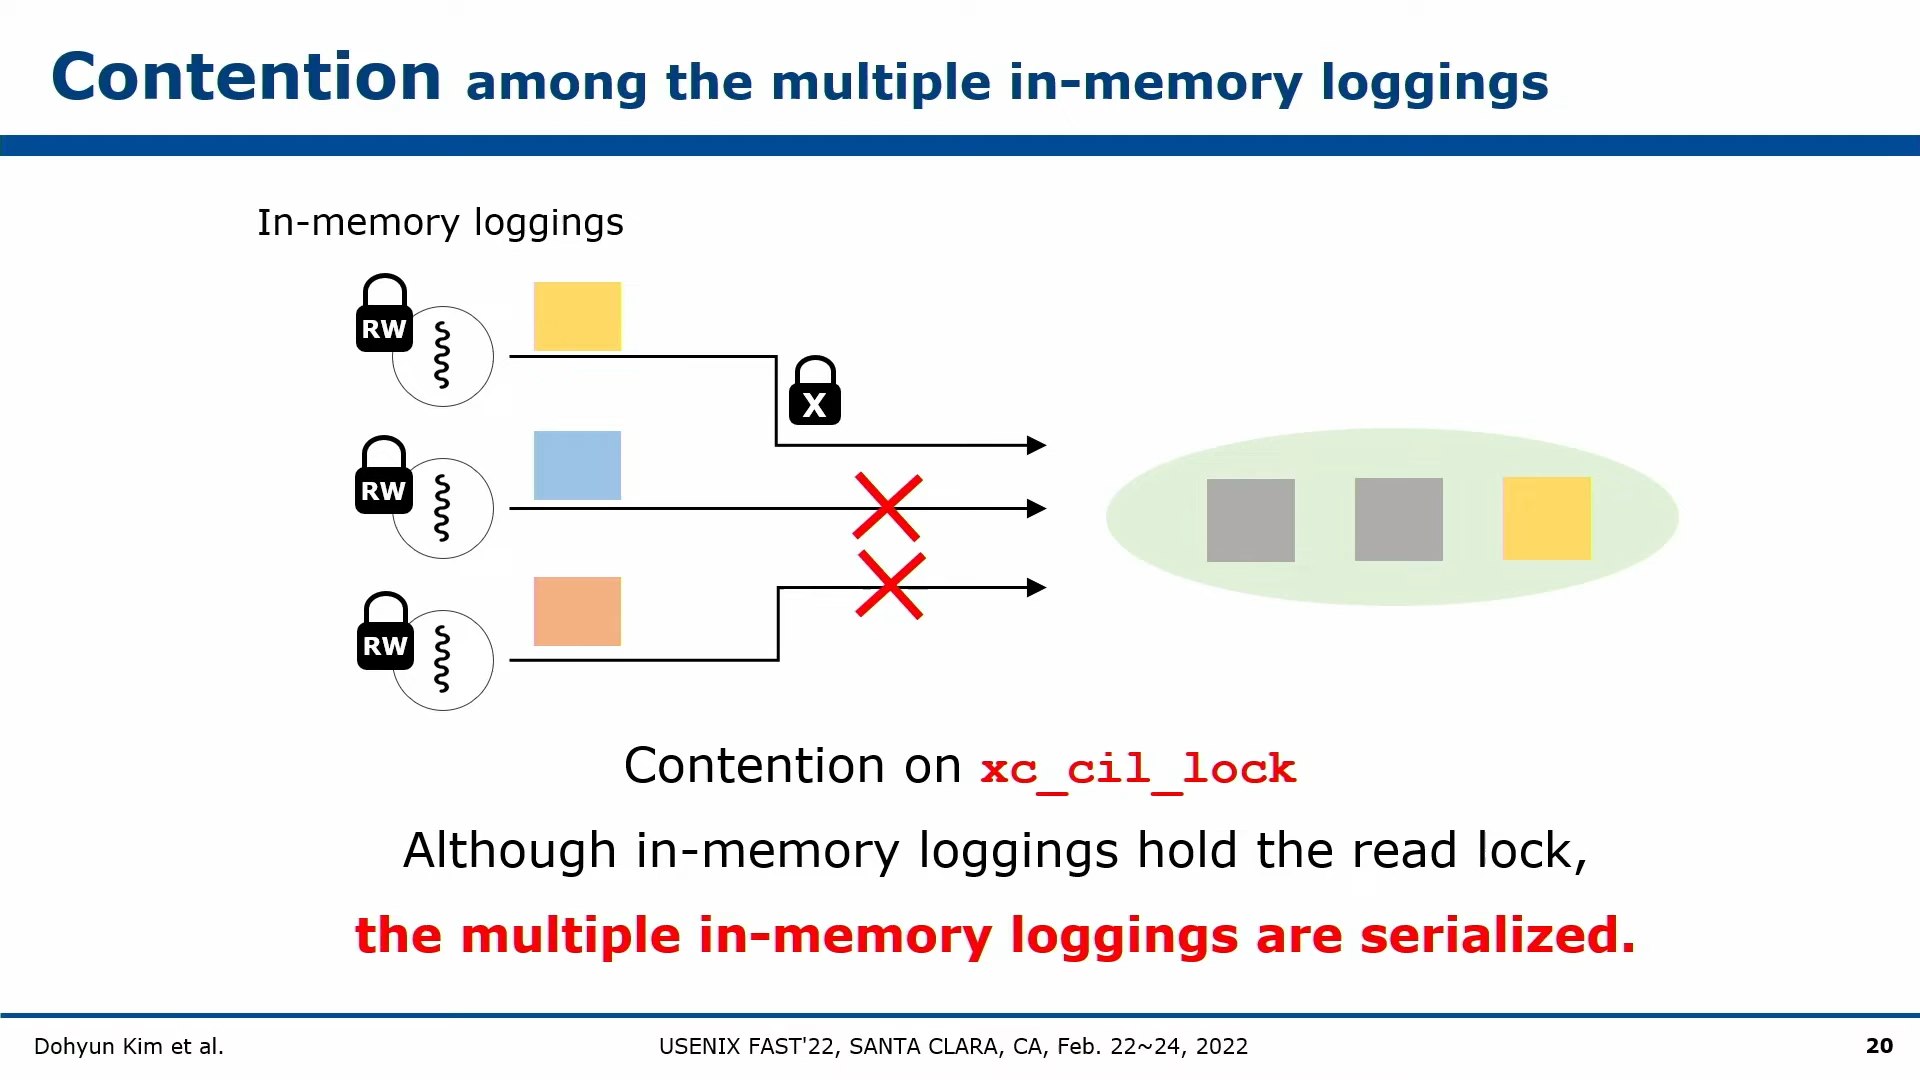 Contention among the multiple in-memory loggings
In-memory loggings
RW
X
RW
RW
Contention on xc_cil_lock
Although in-memory loggings hold the read lock,
the multiple in-memory loggings are serialized.
Dohyun Kim et al.
USENIX FAST'22, SANTA CLARA, CA, Feb. 22~24, 2022
20